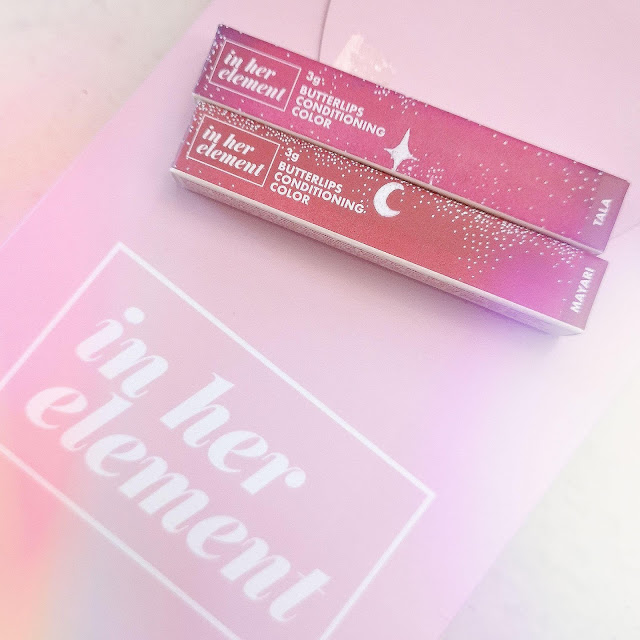 in her
element
3g
BUTTERLIPS
CONDITIONING
COLOR
TALA
in her
element
3g
BUTTERLIPS
CONDITIONING
COLOR
MAYARI
in her
element